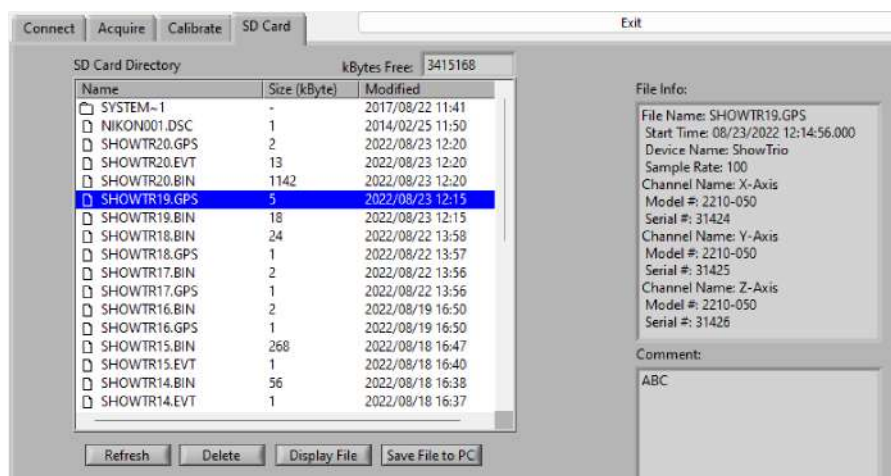 Connect Acquire Calibrate SD Card Exit
SD Card Directory kBytes Free: 3415168
Name Size (kByte) Modified
SYSTEM~1 - 2017/08/22 11:41
NIKON001.DSC 1 2014/02/25 11:50
SHOWTR20.GPS 2 2022/08/23 12:20
SHOWTR20.EVT 13 2022/08/23 12:20
SHOWTR20.BIN 1142 2022/08/23 12:20
SHOWTR19.GPS 5 2022/08/23 12:15
SHOWTR19.BIN 18 2022/08/23 12:15
SHOWTR18.BIN 24 2022/08/22 13:58
SHOWTR18.GPS 1 2022/08/22 13:57
SHOWTR17.BIN 2 2022/08/22 13:56
SHOWTR17.GPS 1 2022/08/22 13:56
SHOWTR16.BIN 2 2022/08/19 16:50
SHOWTR16.GPS 1 2022/08/19 16:50
SHOWTR15.BIN 268 2022/08/18 16:47
SHOWTR15.EVT 1 2022/08/18 16:40
SHOWTR14.BIN 56 2022/08/18 16:38
SHOWTR14.EVT 1 2022/08/18 16:37
Refresh Delete Display File Save File to PC
File Info:
File Name: SHOWTR19.GPS
Start Time: 08/23/2022 12:14:56.000
Device Name: ShowTrio
Sample Rate: 100
Channel Name: X-Axis
Model #: 2210-050
Serial #: 31424
Channel Name: Y-Axis
Model #: 2210-050
Serial #: 31425
Channel Name: Z-Axis
Model #: 2210-050
Serial #: 31426
Comment:
ABC